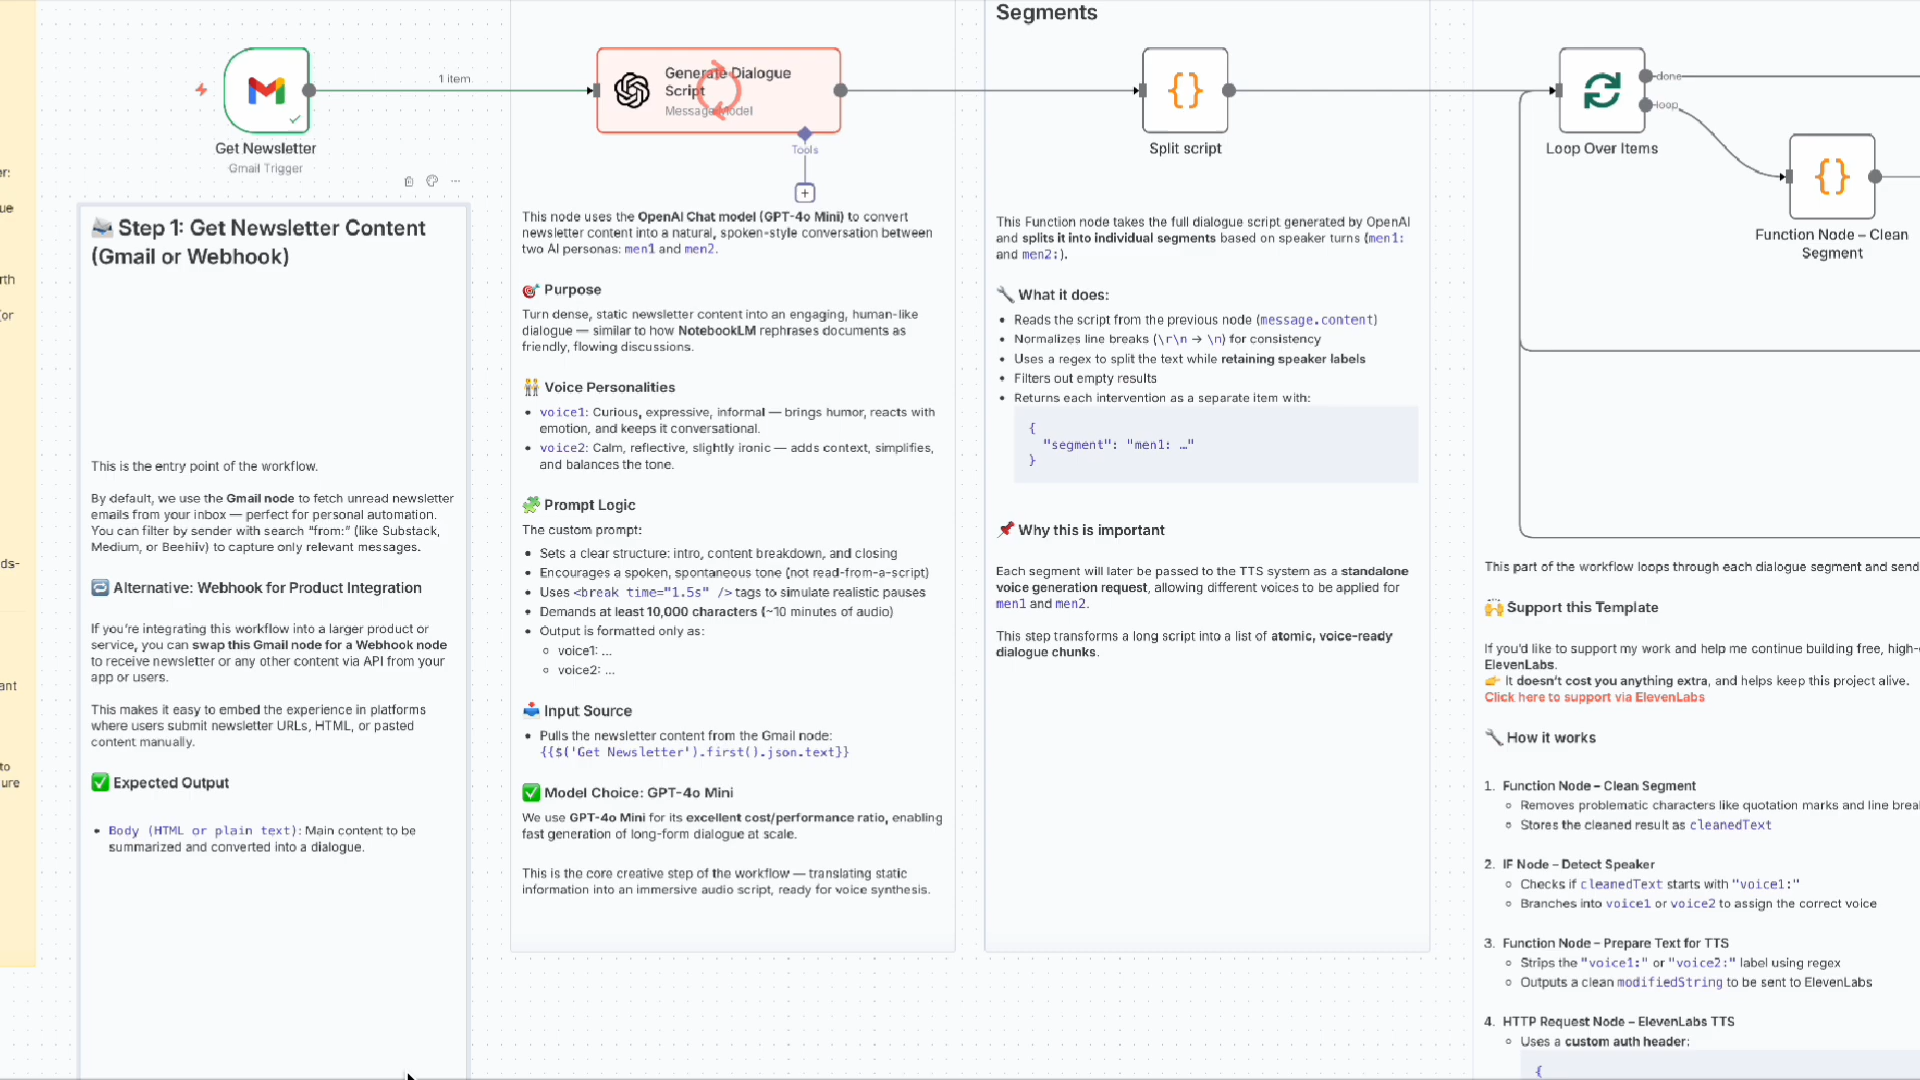 Segments
1 item
Generate Dialogue
Script
Message Model
done
loop
Get Newsletter
Gmail Trigger
Tools
Split script
Loop Over Items
Function Node – Clean
Segment
er:
ue
rth
or
ds-
ant
to
ure
Step 1: Get Newsletter Content
(Gmail or Webhook)
This is the entry point of the workflow.
By default, we use the Gmail node to fetch unread newsletter
emails from your inbox — perfect for personal automation.
You can filter by sender with search "from:" (like Substack,
Medium, or Beehiiv) to capture only relevant messages.
Alternative: Webhook for Product Integration
If you're integrating this workflow into a larger product or
service, you can swap this Gmail node for a Webhook node
to receive newsletter or any other content via API from your
app or users.
This makes it easy to embed the experience in platforms
where users submit newsletter URLs, HTML, or pasted
content manually.
Expected Output
• Body (HTML or plain text): Main content to be
summarized and converted into a dialogue.
This node uses the OpenAI Chat model (GPT-4o Mini) to convert
newsletter content into a natural, spoken-style conversation between
two AI personas: men1 and men2.
Purpose
Turn dense, static newsletter content into an engaging, human-like
dialogue — similar to how NotebookLM rephrases documents as
friendly, flowing discussions.
Voice Personalities
• voice1: Curious, expressive, informal — brings humor, reacts with
emotion, and keeps it conversational.
• voice2: Calm, reflective, slightly ironic — adds context, simplifies,
and balances the tone.
Prompt Logic
The custom prompt:
• Sets a clear structure: intro, content breakdown, and closing
• Encourages a spoken, spontaneous tone (not read-from-a-script)
• Uses <break time="1.5s" /> tags to simulate realistic pauses
• Demands at least 10,000 characters (~10 minutes of audio)
• Output is formatted only as:
◦ voice1: ...
◦ voice2: ...
Input Source
• Pulls the newsletter content from the Gmail node:
{{$('Get Newsletter').first().json.text}}
Model Choice: GPT-4o Mini
We use GPT-4o Mini for its excellent cost/performance ratio, enabling
fast generation of long-form dialogue at scale.
This is the core creative step of the workflow — translating static
information into an immersive audio script, ready for voice synthesis.
This Function node takes the full dialogue script generated by OpenAI
and splits it into individual segments based on speaker turns (men1:
and men2:).
What it does:
• Reads the script from the previous node (message.content)
• Normalizes line breaks (\r\n → \n) for consistency
• Uses a regex to split the text while retaining speaker labels
• Filters out empty results
• Returns each intervention as a separate item with:
{
"segment": "men1: …"
}
Why this is important
Each segment will later be passed to the TTS system as a standalone
voice generation request, allowing different voices to be applied for
men1 and men2.
This step transforms a long script into a list of atomic, voice-ready
dialogue chunks.
This part of the workflow loops through each dialogue segment and send
Support this Template
If you'd like to support my work and help me continue building free, high-
ElevenLabs.
It doesn't cost you anything extra, and helps keep this project alive.
Click here to support via ElevenLabs
How it works
1. Function Node – Clean Segment
◦ Removes problematic characters like quotation marks and line brea
◦ Stores the cleaned result as cleanedText
2. IF Node – Detect Speaker
◦ Checks if cleanedText starts with "voice1:"
◦ Branches into voice1 or voice2 to assign the correct voice
3. Function Node – Prepare Text for TTS
◦ Strips the "voice1:" or "voice2:" label using regex
◦ Outputs a clean modifiedString to be sent to ElevenLabs
4. HTTP Request Node – ElevenLabs TTS
◦ Uses a custom auth header:
{